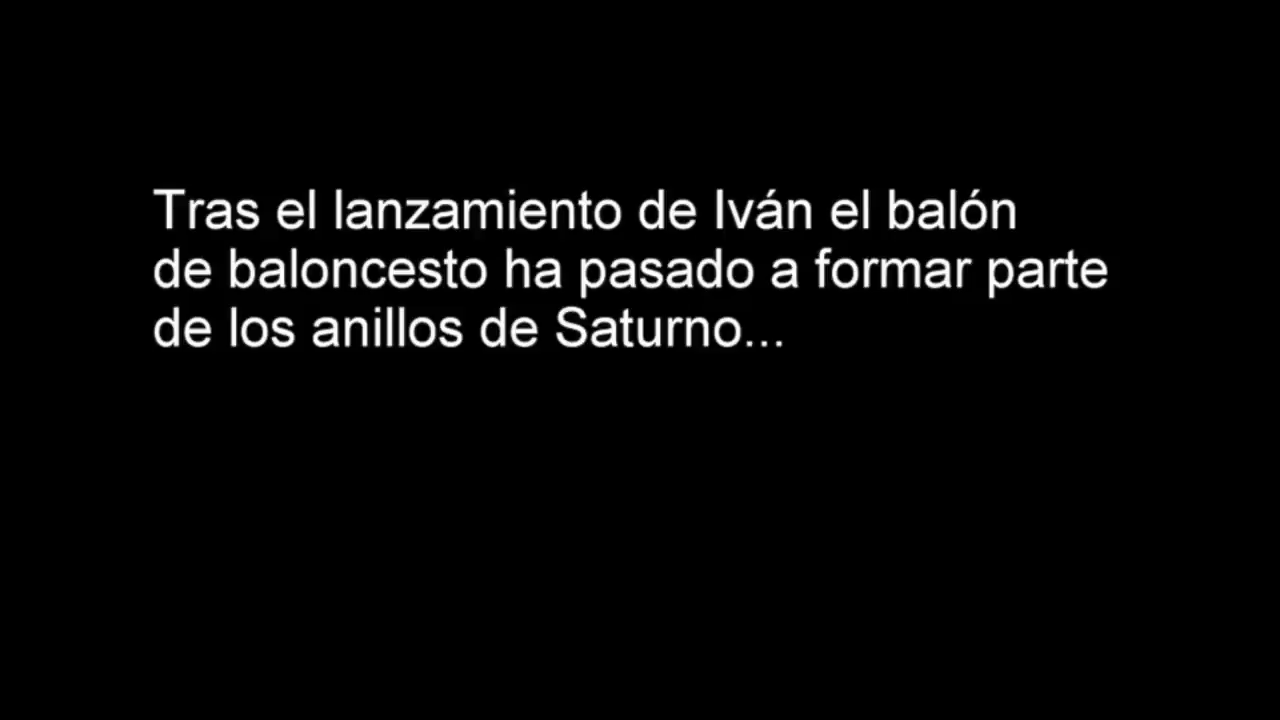 Tras el lanzamiento de Iván el balón
de baloncesto ha pasado a formar parte
de los anillos de Saturno...